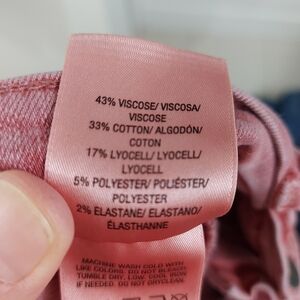 43% VISCOSE/ VISCOSA/
VISCOSE
33% COTTON/ ALGODÓN/
COTON
17% LYOCELL/ LYOCELL/
LYOCELL
5% POLYESTER/ POLIÉSTER/
POLYESTER
2% ELASTANE/ ELASTANO/
ÉLASTHANNE
MACHINE WASH COLD WITH
LIKE COLORS. DO NOT BLEACH.
TUMBLE DRY, LOW. COOL IRON
IF NEEDED. DO NOT DRYCLEAN.